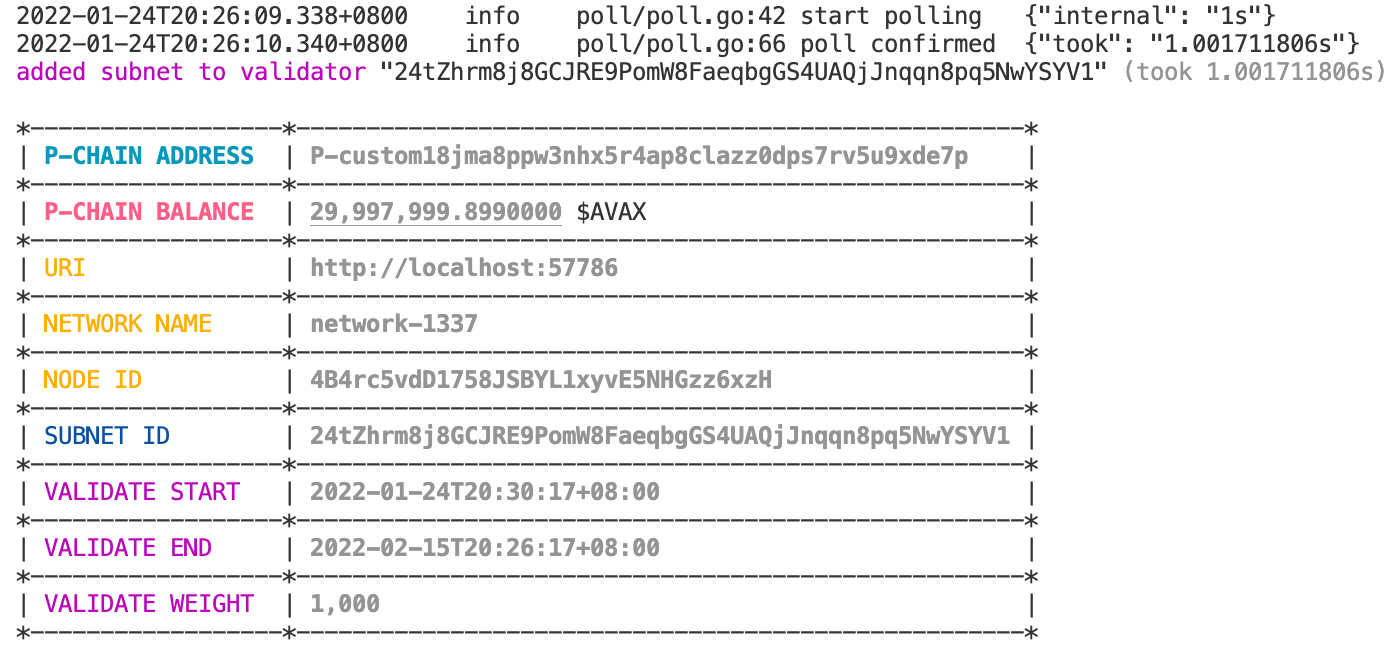 2022-01-24T20:26:09.338+0800    info    poll/poll.go:42 start polling   {"internal": "1s"}
2022-01-24T20:26:10.340+0800    info    poll/poll.go:66 poll confirmed  {"took": "1.001711806s"}
added subnet to validator "24tZhrm8j8GCJRE9PomW8FaeqbgGS4UAQjJnqqn8pq5NwYSYV1" (took 1.001711806s)
*------------------*----------------------------------------------------*
| P-CHAIN ADDRESS  | P-custom18jma8ppw3nhx5r4ap8clazz0dps7rv5u9xde7p    |
*------------------*----------------------------------------------------*
| P-CHAIN BALANCE  | 29,997,999.8990000 $AVAX                           |
*------------------*----------------------------------------------------*
| URI              | http://localhost:57786                             |
*------------------*----------------------------------------------------*
| NETWORK NAME     | network-1337                                       |
*------------------*----------------------------------------------------*
| NODE ID          | 4B4rc5vdD1758JSBYL1xyvE5NHGzz6xzH                  |
*------------------*----------------------------------------------------*
| SUBNET ID        | 24tZhrm8j8GCJRE9PomW8FaeqbgGS4UAQjJnqqn8pq5NwYSYV1 |
*------------------*----------------------------------------------------*
| VALIDATE START   | 2022-01-24T20:30:17+08:00                          |
*------------------*----------------------------------------------------*
| VALIDATE END     | 2022-02-15T20:26:17+08:00                          |
*------------------*----------------------------------------------------*
| VALIDATE WEIGHT  | 1,000                                              |
*------------------*----------------------------------------------------*